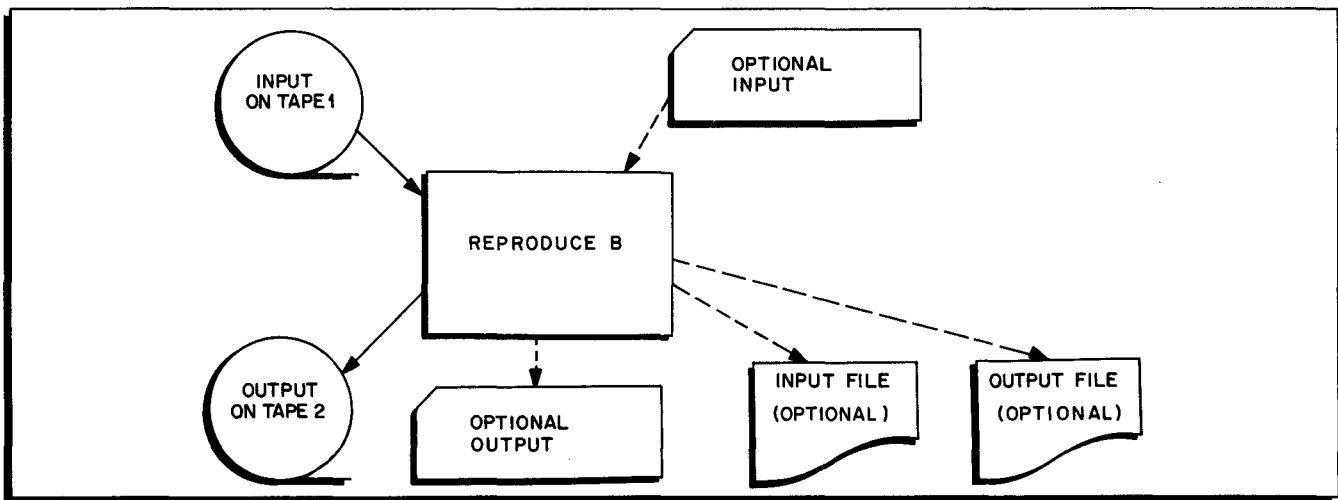 INPUT
ON TAPE 1
OPTIONAL
INPUT
REPRODUCE B
OUTPUT
ON TAPE 2
OPTIONAL
OUTPUT
INPUT FILE
(OPTIONAL)
OUTPUT FILE
(OPTIONAL)